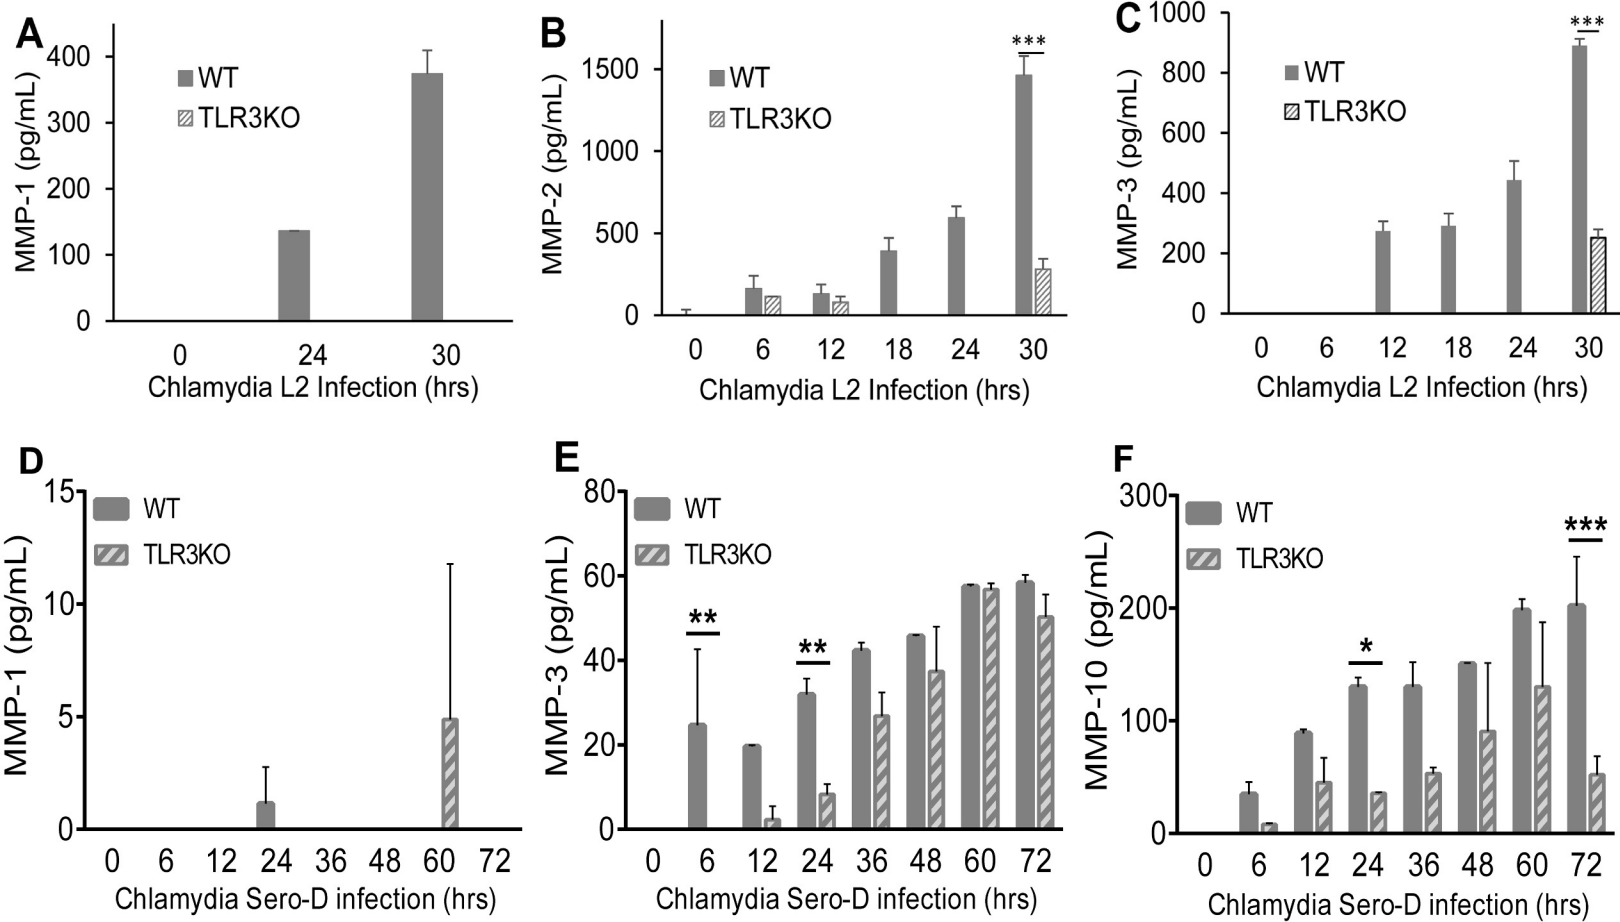 A
MMP-1 (pg/mL)
400
300
200
100
0
WT
TLR3KO
0 24 30
Chlamydia L2 Infection (hrs)
B
MMP-2 (pg/mL)
1500
1000
500
0
WT
TLR3KO
***
0 6 12 18 24 30
Chlamydia L2 Infection (hrs)
C
MMP-3 (pg/mL)
1000
800
600
400
200
0
WT
TLR3KO
***
0 6 12 18 24 30
Chlamydia L2 Infection (hrs)
D
MMP-1 (pg/mL)
15
10
5
0
WT
TLR3KO
0 6 12 24 36 48 60 72
Chlamydia Sero-D infection (hrs)
E
MMP-3 (pg/mL)
80
60
40
20
0
WT
TLR3KO
**
**
0 6 12 24 36 48 60 72
Chlamydia Sero-D infection (hrs)
F
MMP-10 (pg/mL)
300
200
100
0
WT
TLR3KO
*
***
0 6 12 24 36 48 60 72
Chlamydia Sero-D infection (hrs)